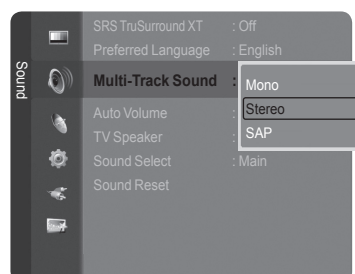 Sound
SRS TruSurround XT : Off
Preferred Language : English
Multi-Track Sound :
Mono
Stereo
SAP
Auto Volume :
TV Speaker :
Sound Select : Main
Sound Reset